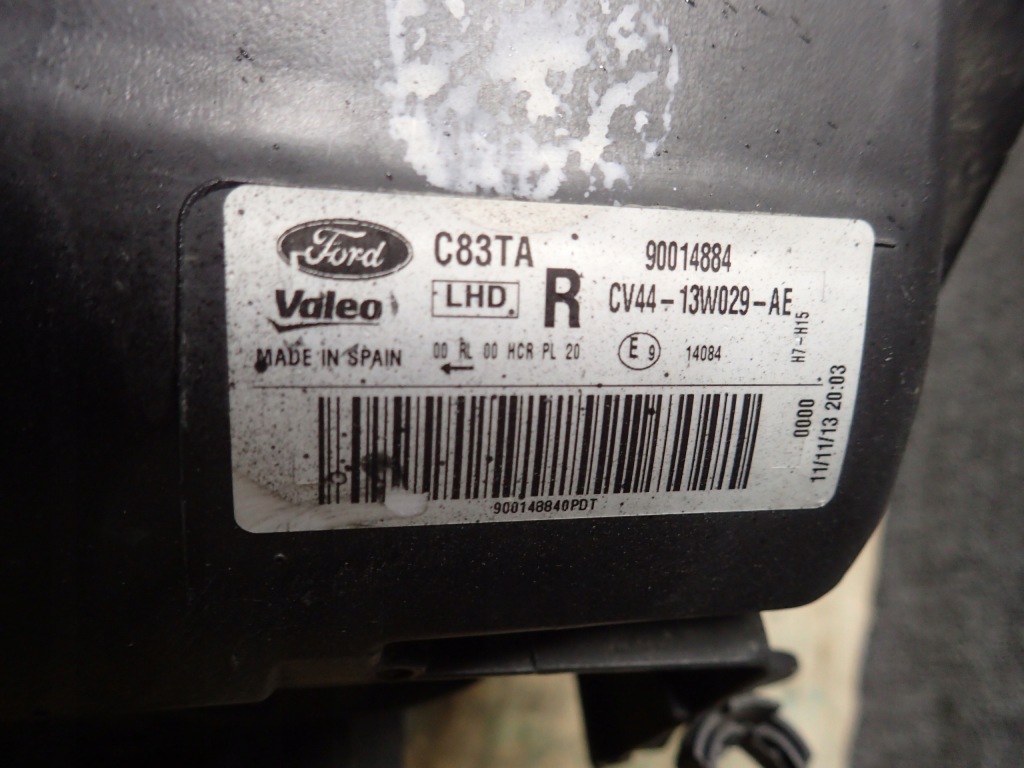 Ford C83TA 90014884
Valeo LHD R CV44-13W029-AE
MADE IN SPAIN 00 RL 00 HCR PL 20 E 9 14084
H7-H15
0000
11/11/13 20:03
900148840PDT